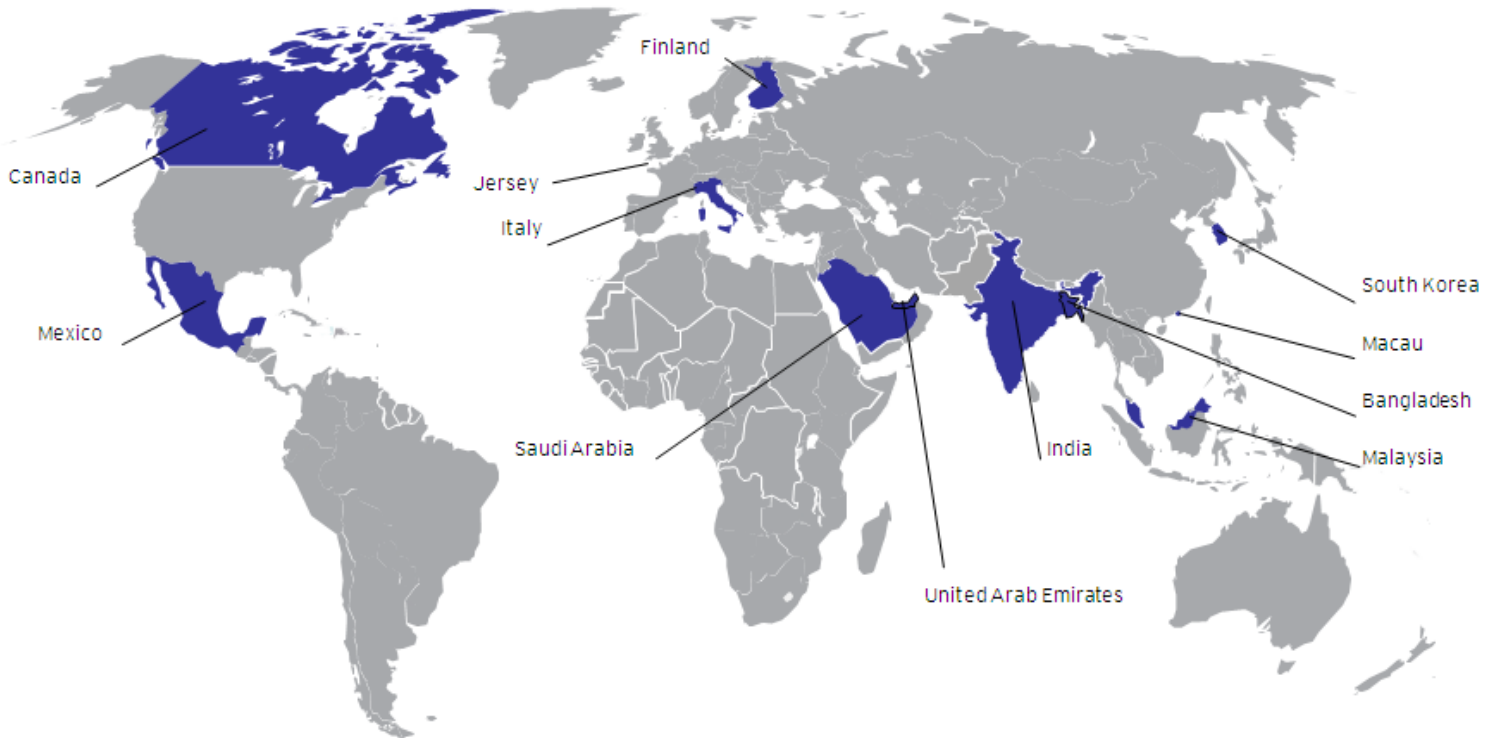 Finland
Canada
Jersey
Italy
South Korea
Mexico
Macau
Bangladesh
Saudi Arabia
India
Malaysia
United Arab Emirates